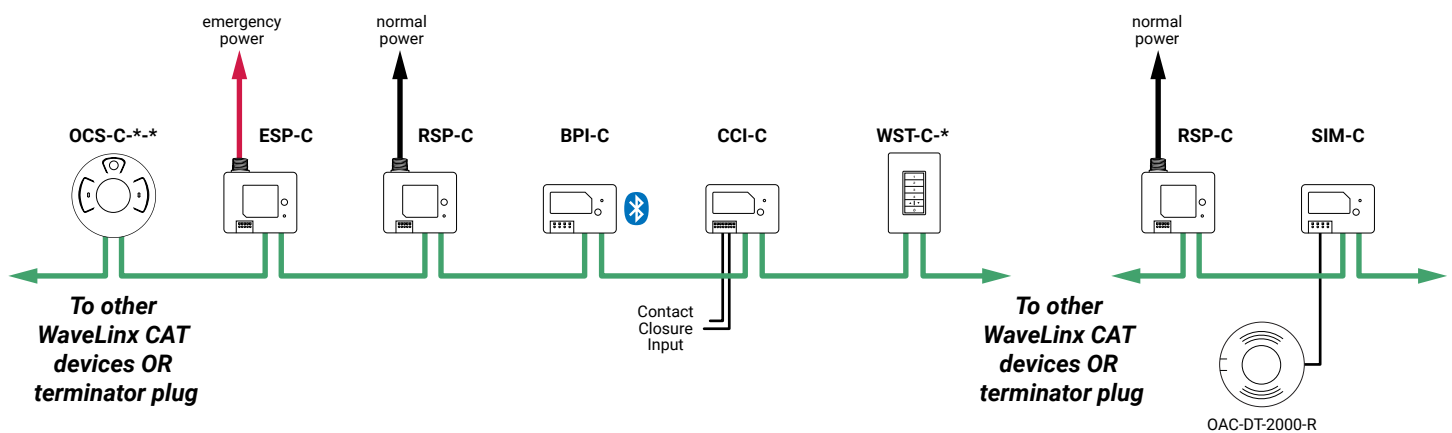 emergency
power
normal
power
normal
power
OCS-C-*-*
ESP-C
RSP-C
BPI-C
CCI-C
WST-C-*
RSP-C
SIM-C
To other
WaveLinx CAT
devices OR
terminator plug
Contact
Closure
Input
To other
WaveLinx CAT
devices OR
terminator plug
OAC-DT-2000-R